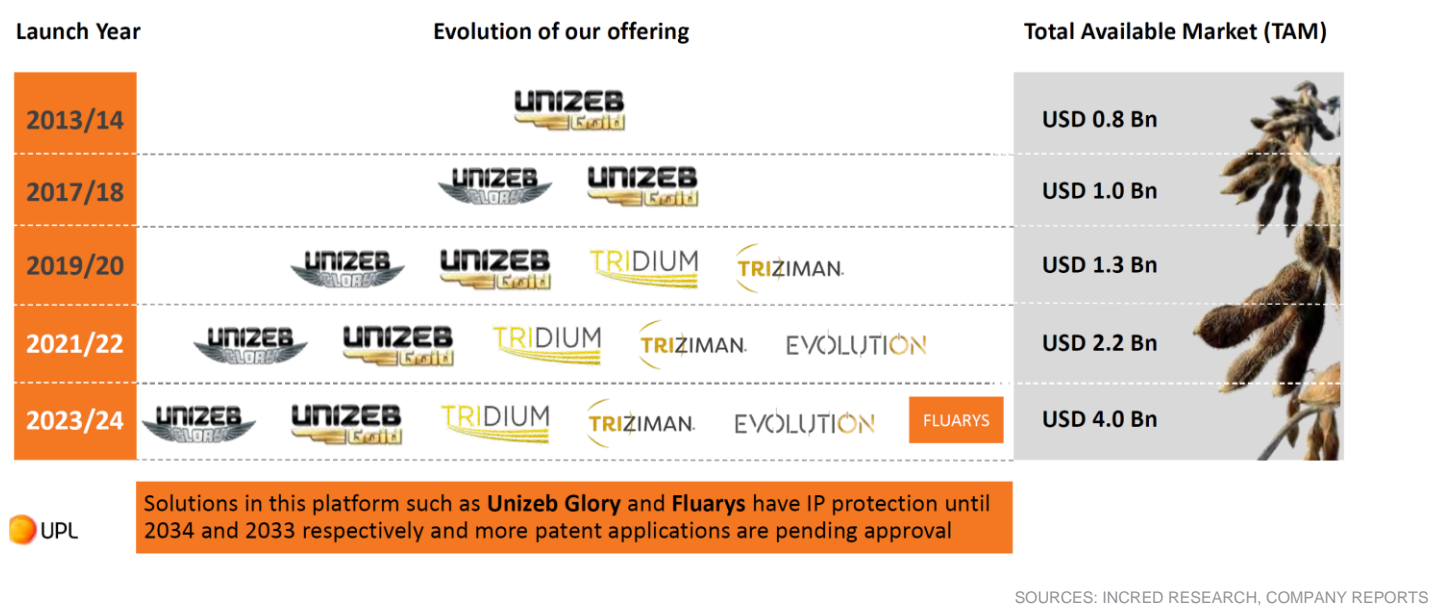 Launch Year Evolution of our offering Total Available Market (TAM)
2013/14 UNIZEB Gold USD 0.8 Bn
2017/18 UNIZEB GLORY UNIZEB Gold USD 1.0 Bn
2019/20 UNIZEB GLORY UNIZEB Gold TRIDIUM TRIZIMAN USD 1.3 Bn
2021/22 UNIZEB GLORY UNIZEB Gold TRIDIUM TRIZIMAN EVOLUTION USD 2.2 Bn
2023/24 UNIZEB GLORY UNIZEB Gold TRIDIUM TRIZIMAN EVOLUTION FLUARYS USD 4.0 Bn
Solutions in this platform such as Unizeb Glory and Fluarys have IP protection until
2034 and 2033 respectively and more patent applications are pending approval
UPL
SOURCES: INCRED RESEARCH, COMPANY REPORTS